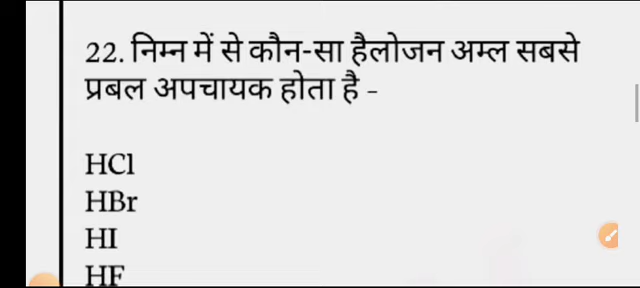 22. निम्न में से कौन-सा हैलोजन अम्ल सबसे
प्रबल अपचायक होता है -
HCl
HBr
HI
HF